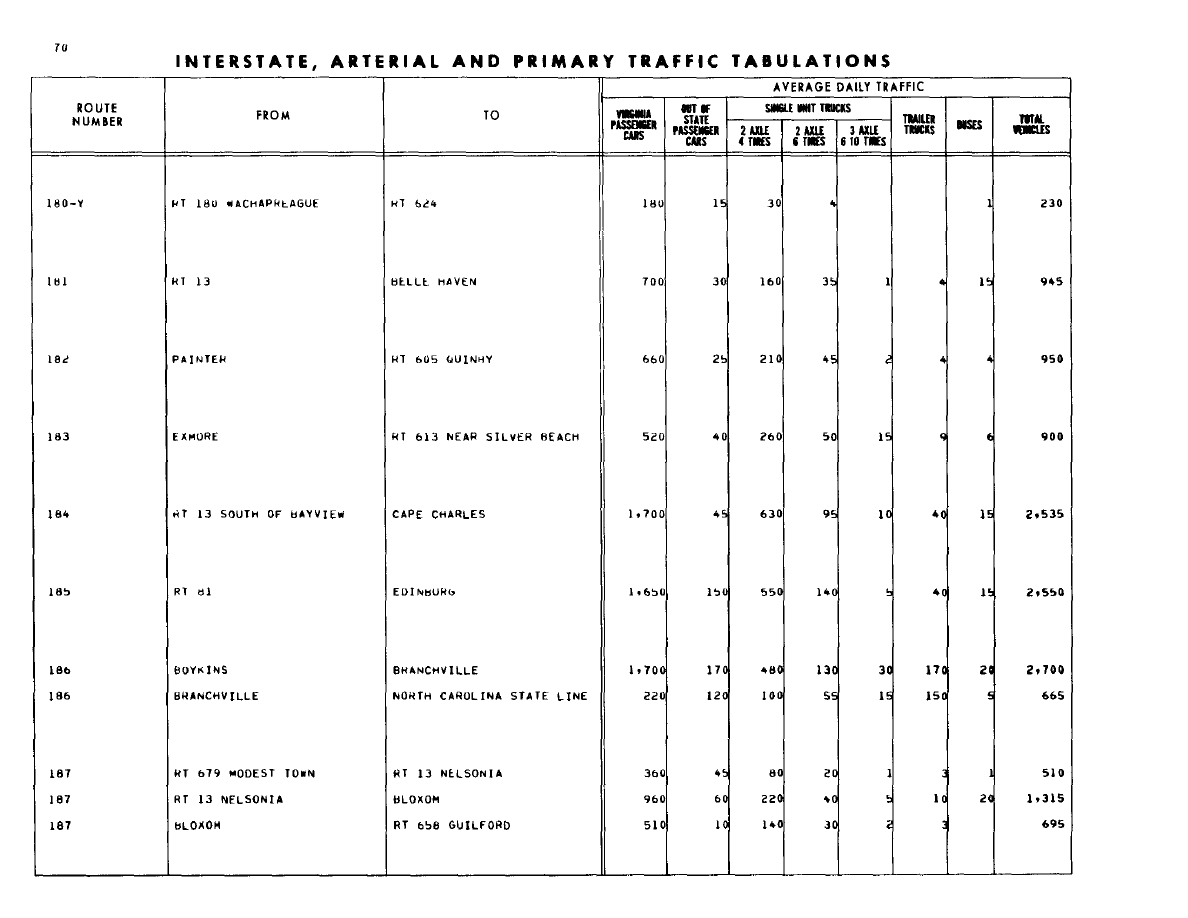 70
INTERSTATE, ARTERIAL AND PRIMARY TRAFFIC TABULATIONS
AVERAGE DAILY TRAFFIC
ROUTE NUMBER FROM TO VIRGINIA PASSENGER CARS OUT OF STATE PASSENGER CARS SINGLE UNIT TRUCKS 2 AXLE 4 TIRES 2 AXLE 6 TIRES 3 AXLE 6 TO TIRES TRAILER TRUCKS BUSES TOTAL VEHICLES
180-Y RT 180 WACHAPREAGUE RT 624 180 15 30 4 1 230
181 RT 13 BELLE HAVEN 700 30 160 35 1 4 15 945
182 PAINTER RT 605 QUINBY 660 25 210 45 2 4 4 950
183 EXMORE RT 613 NEAR SILVER BEACH 520 40 260 50 15 9 6 900
184 RT 13 SOUTH OF BAYVIEW CAPE CHARLES 1,700 45 630 95 10 40 15 2,535
185 RT 81 EDINBURG 1,650 150 550 140 5 40 15 2,550
186 BOYKINS BRANCHVILLE 1,700 170 480 130 30 170 20 2,700
186 BRANCHVILLE NORTH CAROLINA STATE LINE 220 120 100 55 15 150 5 665
187 RT 679 MODEST TOWN RT 13 NELSONIA 360 45 80 20 1 3 1 510
187 RT 13 NELSONIA BLOXOM 960 60 220 40 5 10 20 1,315
187 BLOXOM RT 658 GUILFORD 510 10 140 30 2 3 695